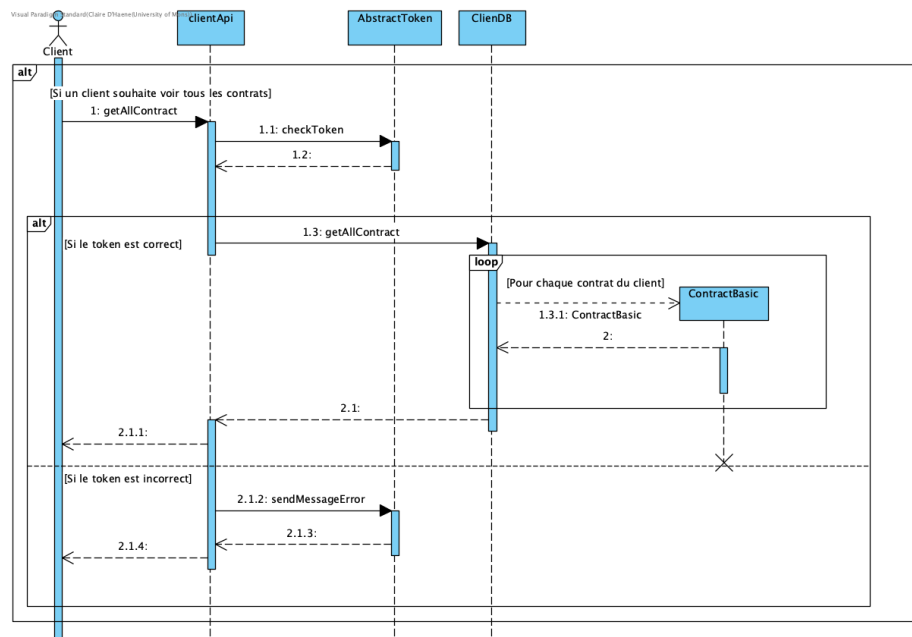 Visual Paradigm Standard(Claire D'Haene(University of
clientApi
AbstractToken
ClienDB
Client
alt
[Si un client souhaite voir tous les contrats]
1: getAllContract
1.1: checkToken
1.2:
alt
1.3: getAllContract
[Si le token est correct]
loop
[Pour chaque contrat du client]
ContractBasic
1.3.1: ContractBasic
2:
2.1:
2.1.1:
[Si le token est incorrect]
2.1.2: sendMessageError
2.1.3:
2.1.4: